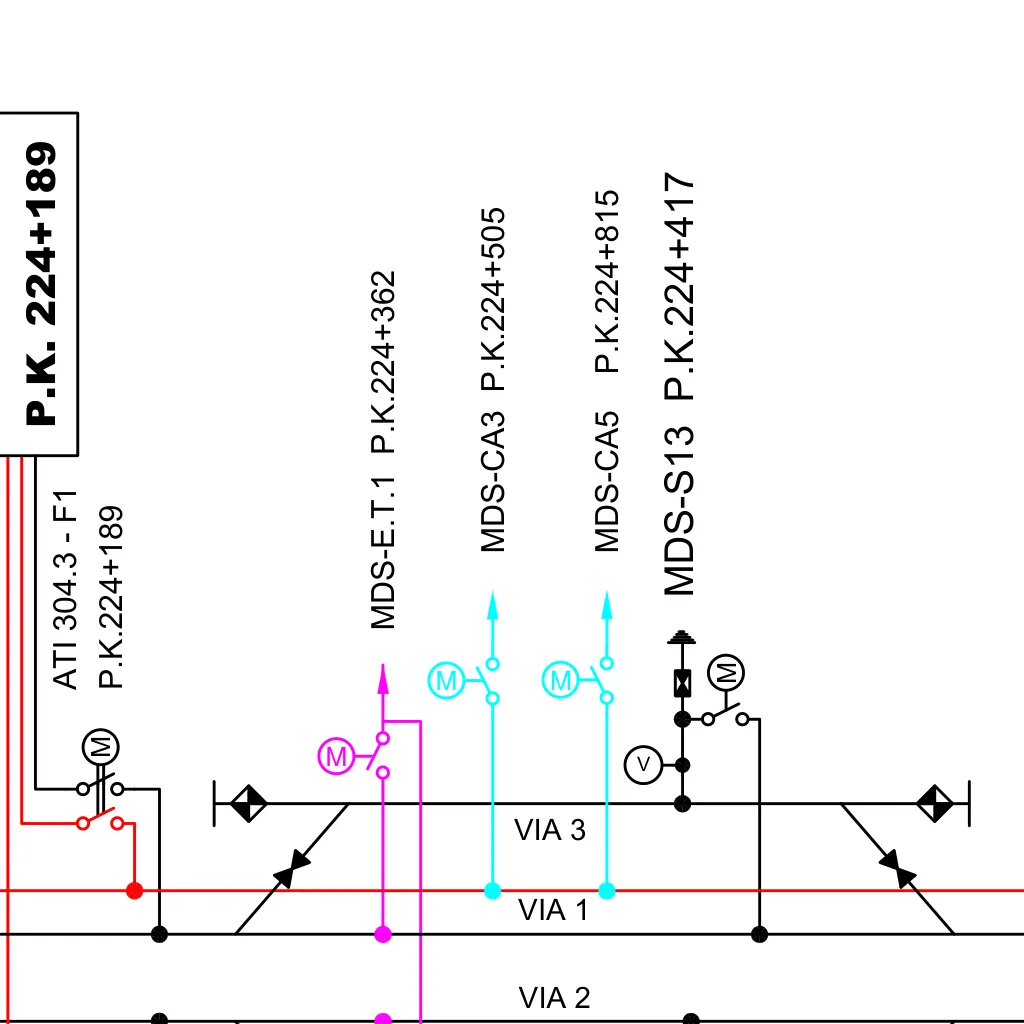 P.K. 224+189
ATI 304.3 - F1
P.K.224+189
MDS-E.T.1 P.K.224+362
MDS-CA3 P.K.224+505
MDS-CA5 P.K.224+815
MDS-S13 P.K.224+417
M
M
M
M
M
V
VIA 3
VIA 1
VIA 2